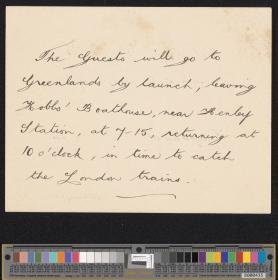 The Guests will go to
Greenlands by launch, leaving
Hobbs' Boathouse, near Henley
Station, at 7-15, returning at
10 o'clock, in time to catch
the London trains.